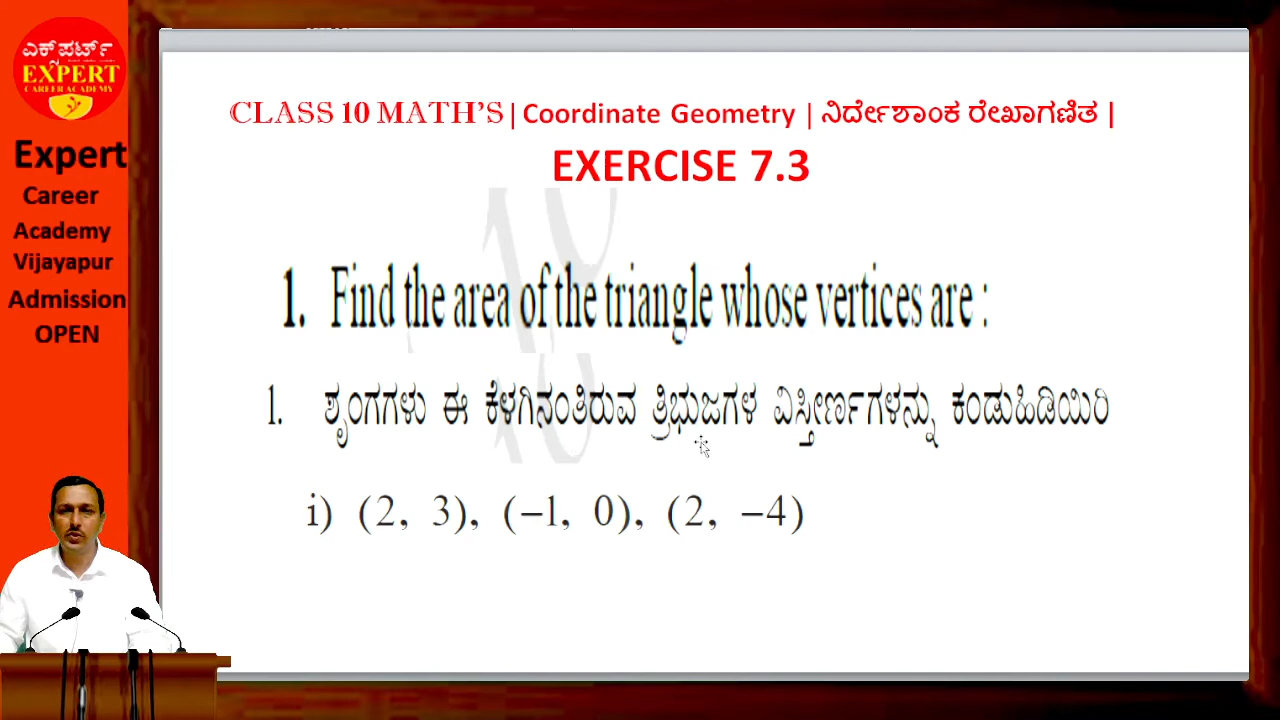 ಎಕ್ಸ್‌ಪರ್ಟ್
EXPERT
CAREER ACADEMY
Expert
Career
Academy
Vijayapur
Admission
OPEN
CLASS 10 MATH'S | Coordinate Geometry | ನಿರ್ದೇಶಾಂಕ ರೇಖಾಗಣಿತ |
EXERCISE 7.3
1. Find the area of the triangle whose vertices are :
1. ಶೃಂಗಗಳು ಈ ಕೆಳಗಿನಂತಿರುವ ತ್ರಿಭುಜಗಳ ವಿಸ್ತೀರ್ಣಗಳನ್ನು ಕಂಡುಹಿಡಿಯಿರಿ
i) (2, 3), (−1, 0), (2, −4)